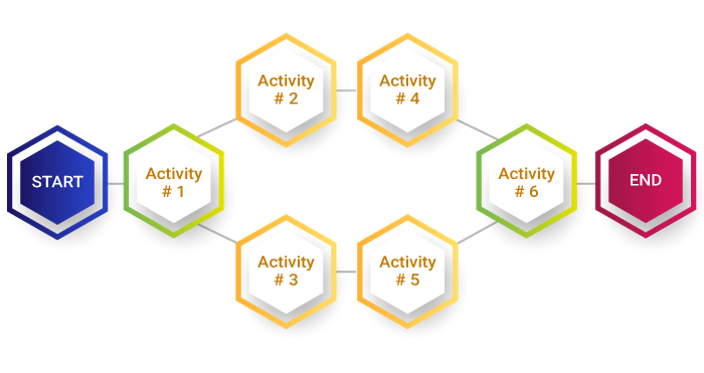 START
Activity
# 1
Activity
# 2
Activity
# 4
Activity
# 3
Activity
# 5
Activity
# 6
END